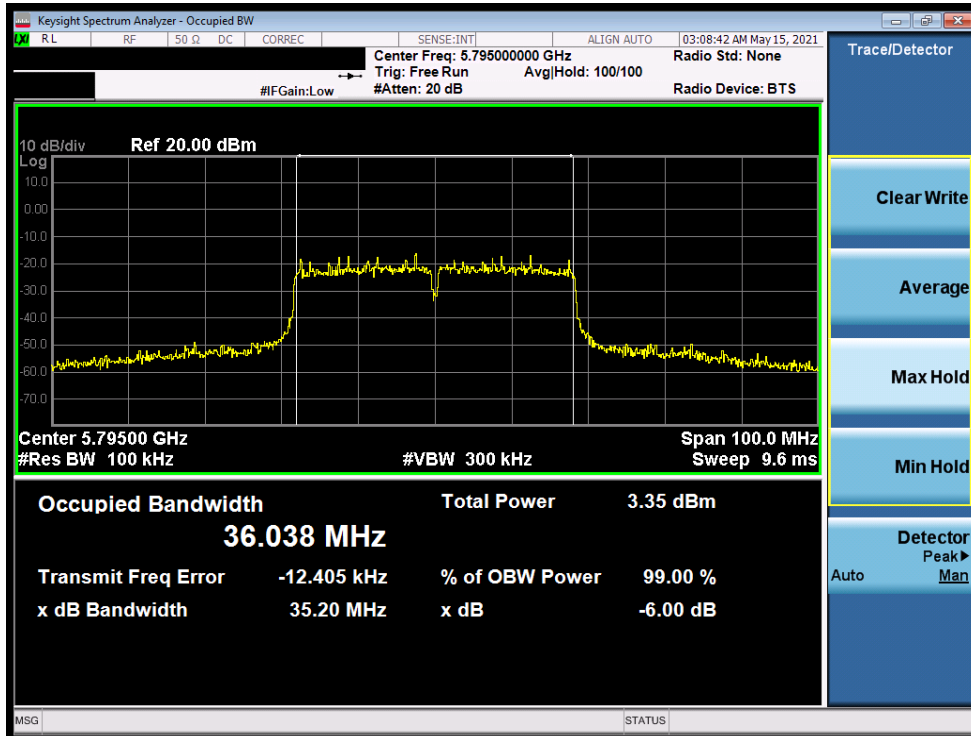 Keysight Spectrum Analyzer - Occupied BW
LXI RL RF 50 Ω DC CORREC SENSE:INT ALIGN AUTO 03:08:42 AM May 15, 2021
Center Freq: 5.795000000 GHz Radio Std: None
Trig: Free Run Avg|Hold: 100/100
#IFGain:Low #Atten: 20 dB Radio Device: BTS
Trace/Detector
10 dB/div Ref 20.00 dBm
Log
10.0
0.00
-10.0
-20.0
-30.0
-40.0
-50.0
-60.0
-70.0
Center 5.79500 GHz Span 100.0 MHz
#Res BW 100 kHz #VBW 300 kHz Sweep 9.6 ms
Occupied Bandwidth Total Power 3.35 dBm
36.038 MHz
Transmit Freq Error -12.405 kHz % of OBW Power 99.00 %
x dB Bandwidth 35.20 MHz x dB -6.00 dB
Clear Write
Average
Max Hold
Min Hold
Detector
Peak▶
Auto Man
MSG STATUS